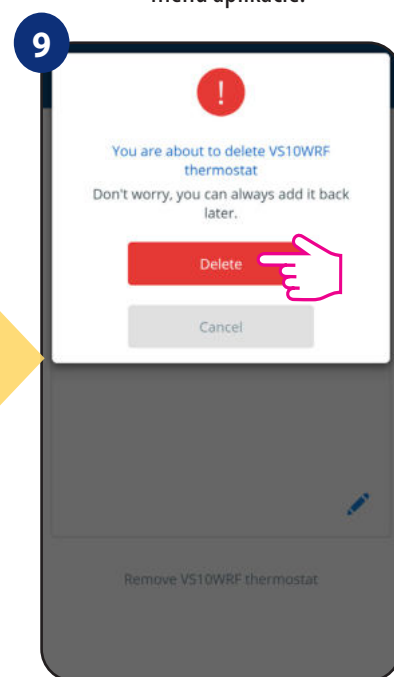 menu aplikácie.
9
!
You are about to delete VS10WRF
thermostat
Don't worry, you can always add it back
later.
Delete
Cancel
Remove VS10WRF thermostat